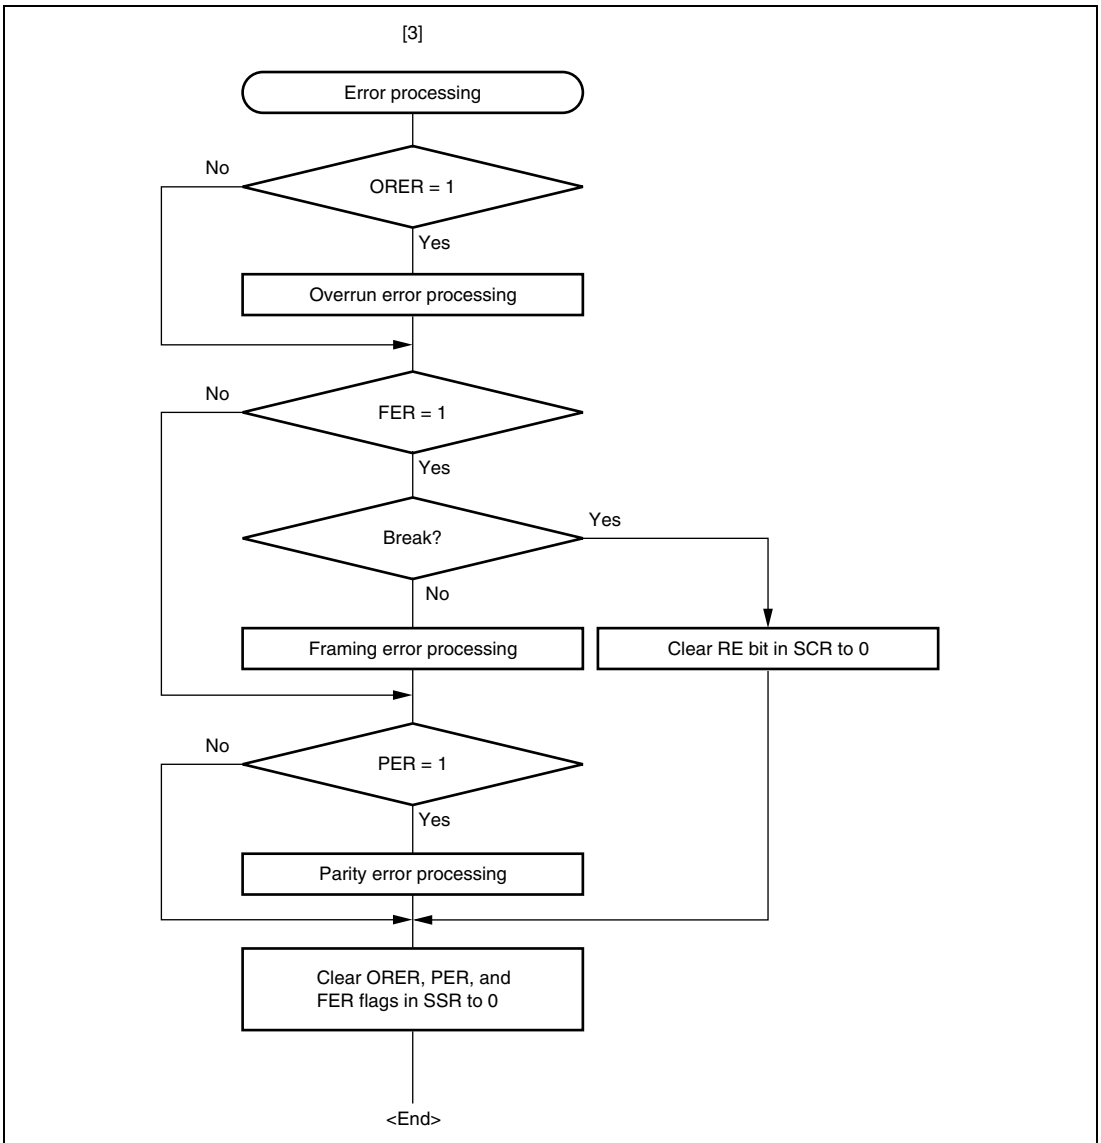 [3]
Error processing
No
ORER = 1
Yes
Overrun error processing
No
FER = 1
Yes
Break?
Yes
No
Framing error processing
Clear RE bit in SCR to 0
No
PER = 1
Yes
Parity error processing
Clear ORER, PER, and
FER flags in SSR to 0
<End>